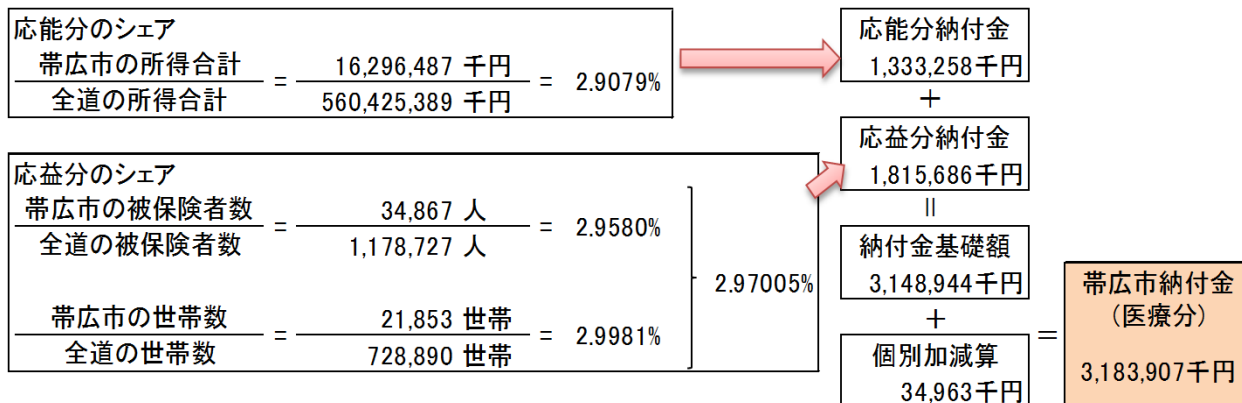 応能分のシェア
帯広市の所得合計
全道の所得合計
=
16,296,487 千円
560,425,389 千円
= 2.9079%
応益分のシェア
帯広市の被保険者数
全道の被保険者数
=
34,867 人
1,178,727 人
= 2.9580%
帯広市の世帯数
全道の世帯数
=
21,853 世帯
728,890 世帯
= 2.9981%
2.97005%
応能分納付金
1,333,258千円
+
応益分納付金
1,815,686千円
||
納付金基礎額
3,148,944千円
+
個別加減算
34,963千円
=
帯広市納付金
(医療分)
3,183,907千円